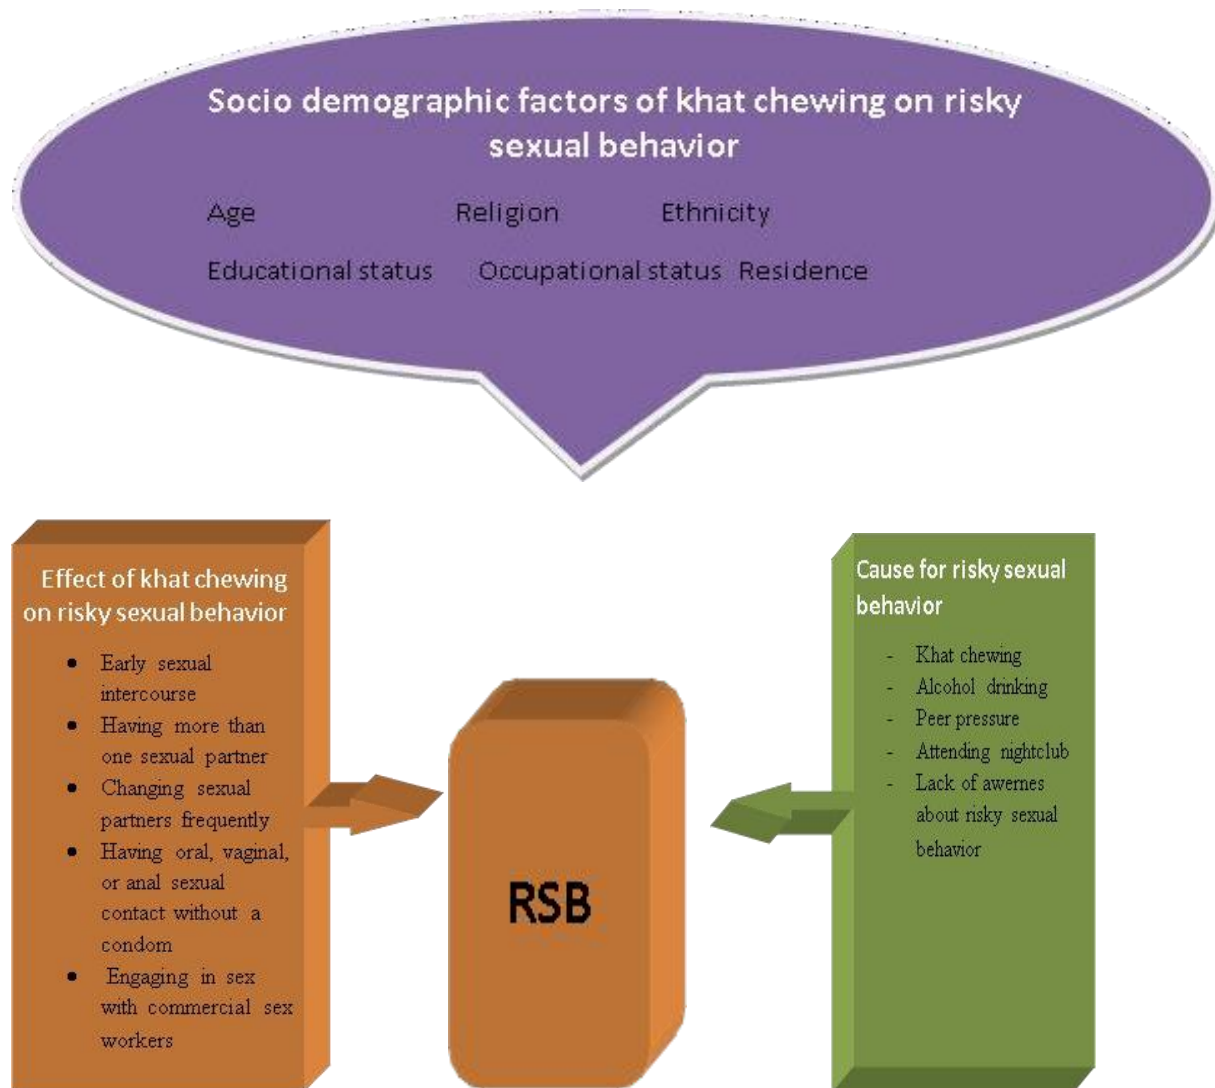 Socio demographic factors of khat chewing on risky
sexual behavior
Age Religion Ethnicity
Educational status Occupational status Residence
Effect of khat chewing
on risky sexual behavior
● Early sexual
intercourse
● Having more than
one sexual partner
● Changing sexual
partners frequently
● Having oral, vaginal,
or anal sexual
contact without a
condom
● Engaging in sex
with commercial sex
workers
RSB
Cause for risky sexual
behavior
- Khat chewing
- Alcohol drinking
- Peer pressure
- Attending nightclub
- Lack of awernes
about risky sexual
behavior